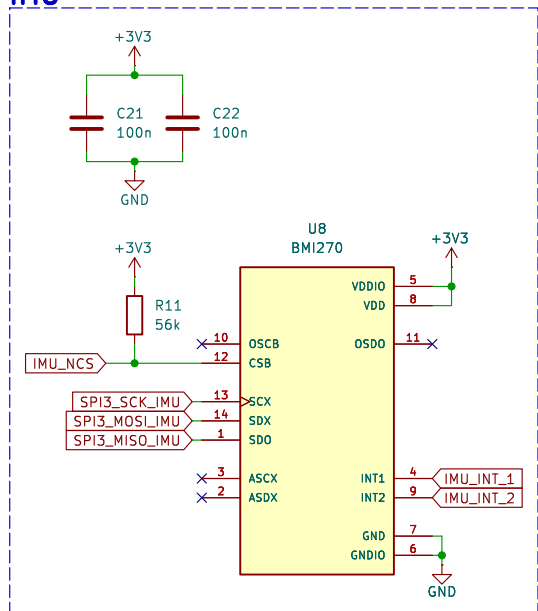 IMU
+3V3
C21
100n
C22
100n
GND
+3V3
R11
56k
IMU_NCS
SPI3_SCK_IMU
SPI3_MOSI_IMU
SPI3_MISO_IMU
U8
BMI270
10 OSCB
12 CSB
13 SCX
14 SDX
1 SDO
3 ASCX
2 ASDX
VDDIO 5
VDD 8
OSDO 11
INT1 4
INT2 9
GND 7
GNDIO 6
+3V3
IMU_INT_1
IMU_INT_2
GND